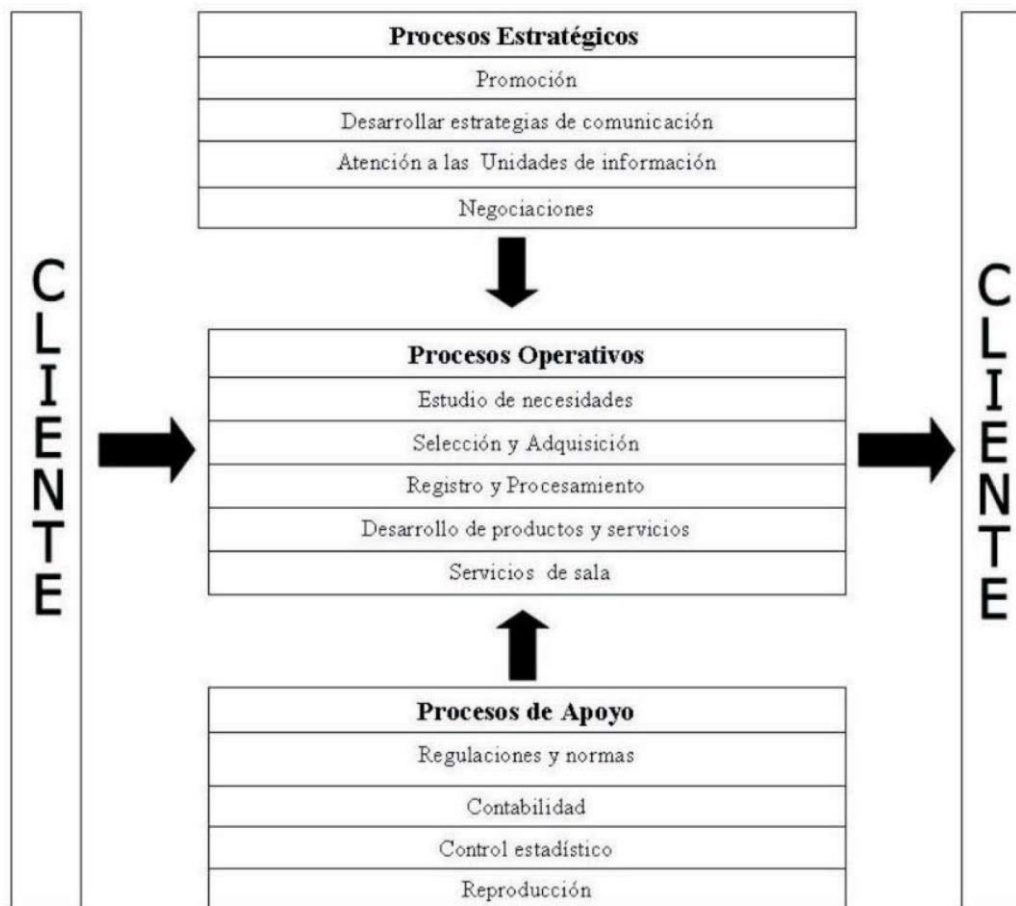 CLIENTE
Procesos Estratégicos
Promoción
Desarrollar estrategias de comunicación
Atención a las Unidades de información
Negociaciones
Procesos Operativos
Estudio de necesidades
Selección y Adquisición
Registro y Procesamiento
Desarrollo de productos y servicios
Servicios de sala
Procesos de Apoyo
Regulaciones y normas
Contabilidad
Control estadístico
Reproducción
CLIENTE